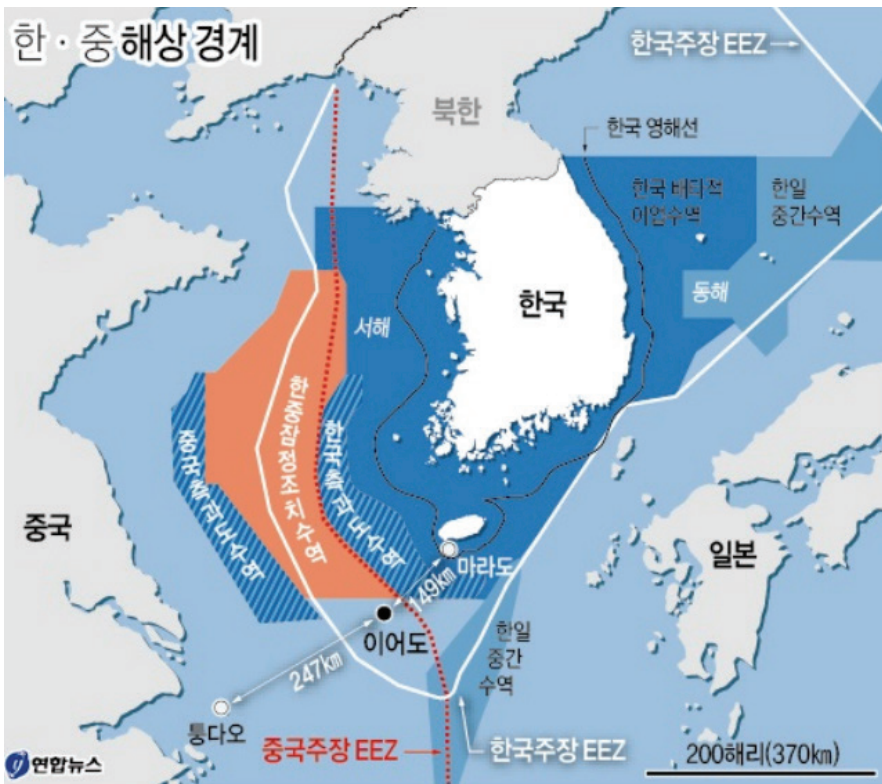 한 · 중 해상 경계
한국주장 EEZ
북한
한국 영해선
한국 배타적
어업수역
한일
중간수역
한국
동해
서해
한중잠정조치수역
중국측과도수역
한국측과도수역
중국
일본
마라도
149㎞
이어도
247㎞
한일
중간
수역
퉁다오
중국주장 EEZ
한국주장 EEZ
200해리(370㎞)
연합뉴스